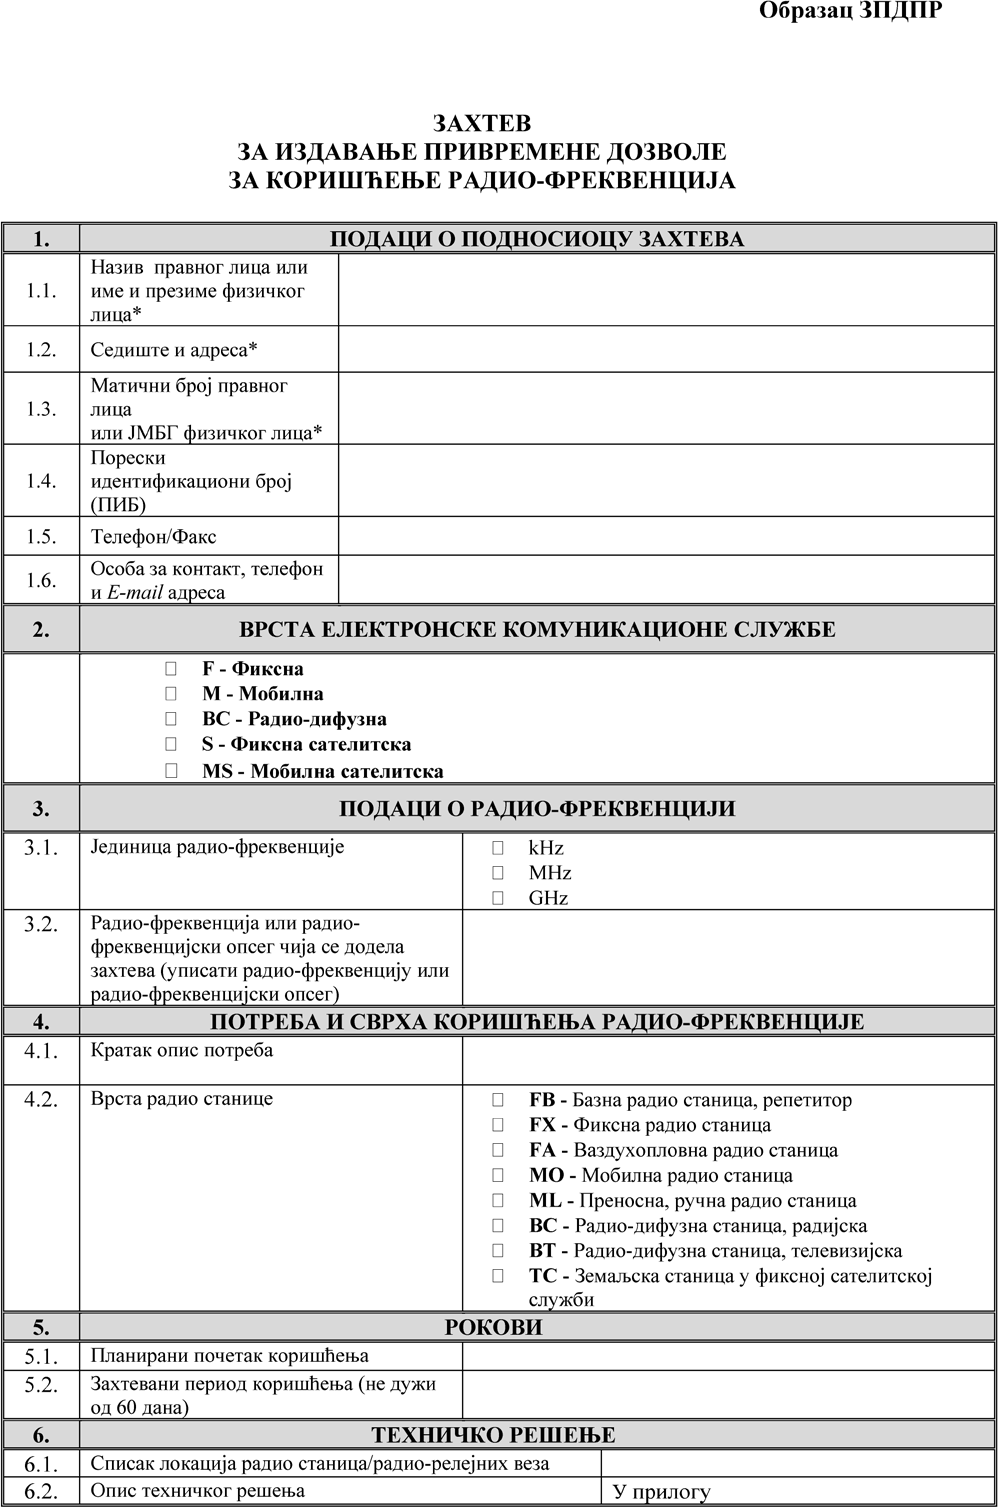 Образац ЗПДПР
ЗАХТЕВ
ЗА ИЗДАВАЊЕ ПРИВРЕМЕНЕ ДОЗВОЛЕ
ЗА КОРИШЋЕЊЕ РАДИО-ФРЕКВЕНЦИЈА
1. ПОДАЦИ О ПОДНОСИОЦУ ЗАХТЕВА
1.1. Назив правног лица или
име и презиме физичког
лица*
1.2. Седиште и адреса*
1.3. Матични број правног
лица
или ЈМБГ физичког лица*
1.4. Порески
идентификациони број
(ПИБ)
1.5. Телефон/Факс
1.6. Особа за контакт, телефон
и E-mail адреса
2. ВРСТА ЕЛЕКТРОНСКЕ КОМУНИКАЦИОНЕ СЛУЖБЕ
□ F - Фиксна
□ M - Мобилна
□ BC - Радио-дифузна
□ S - Фиксна сателитска
□ MS - Мобилна сателитска
3. ПОДАЦИ О РАДИО-ФРЕКВЕНЦИЈИ
3.1. Јединица радио-фреквенције
□ kHz
□ MHz
□ GHz
3.2. Радио-фреквенција или радио-
фреквенцијски опсег чија се додела
захтева (уписати радио-фреквенцију или
радио-фреквенцијски опсег)
4. ПОТРЕБА И СВРХА КОРИШЋЕЊА РАДИО-ФРЕКВЕНЦИЈЕ
4.1. Кратак опис потреба
4.2. Врста радио станице
□ FB - Базна радио станица, репетитор
□ FX - Фиксна радио станица
□ FA - Ваздухопловна радио станица
□ MO - Мобилна радио станица
□ ML - Преносна, ручна радио станица
□ BC - Радио-дифузна станица, радијска
□ BT - Радио-дифузна станица, телевизијска
□ TC - Земаљска станица у фиксној сателитској
служби
5. РОКОВИ
5.1. Планирани почетак коришћења
5.2. Захтевани период коришћења (не дужи
од 60 дана)
6. ТЕХНИЧКО РЕШЕЊЕ
6.1. Списак локација радио станица/радио-релејних веза
6.2. Опис техничког решења У прилогу